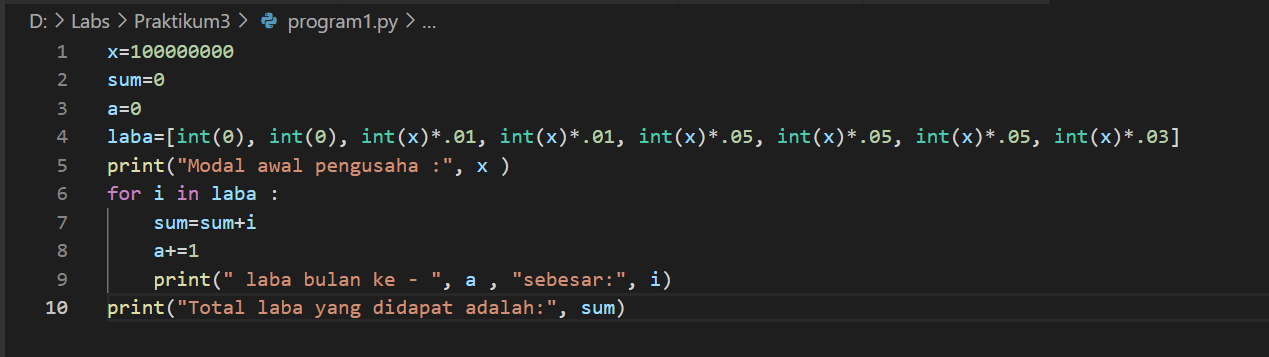 D: > Labs > Praktikum3 > program1.py > ...
1 x=100000000
2 sum=0
3 a=0
4 laba=[int(0), int(0), int(x)*.01, int(x)*.01, int(x)*.05, int(x)*.05, int(x)*.05, int(x)*.03]
5 print("Modal awal pengusaha :", x )
6 for i in laba :
7     sum=sum+i
8     a+=1
9     print(" laba bulan ke - ", a , "sebesar:", i)
10 print("Total laba yang didapat adalah:", sum)